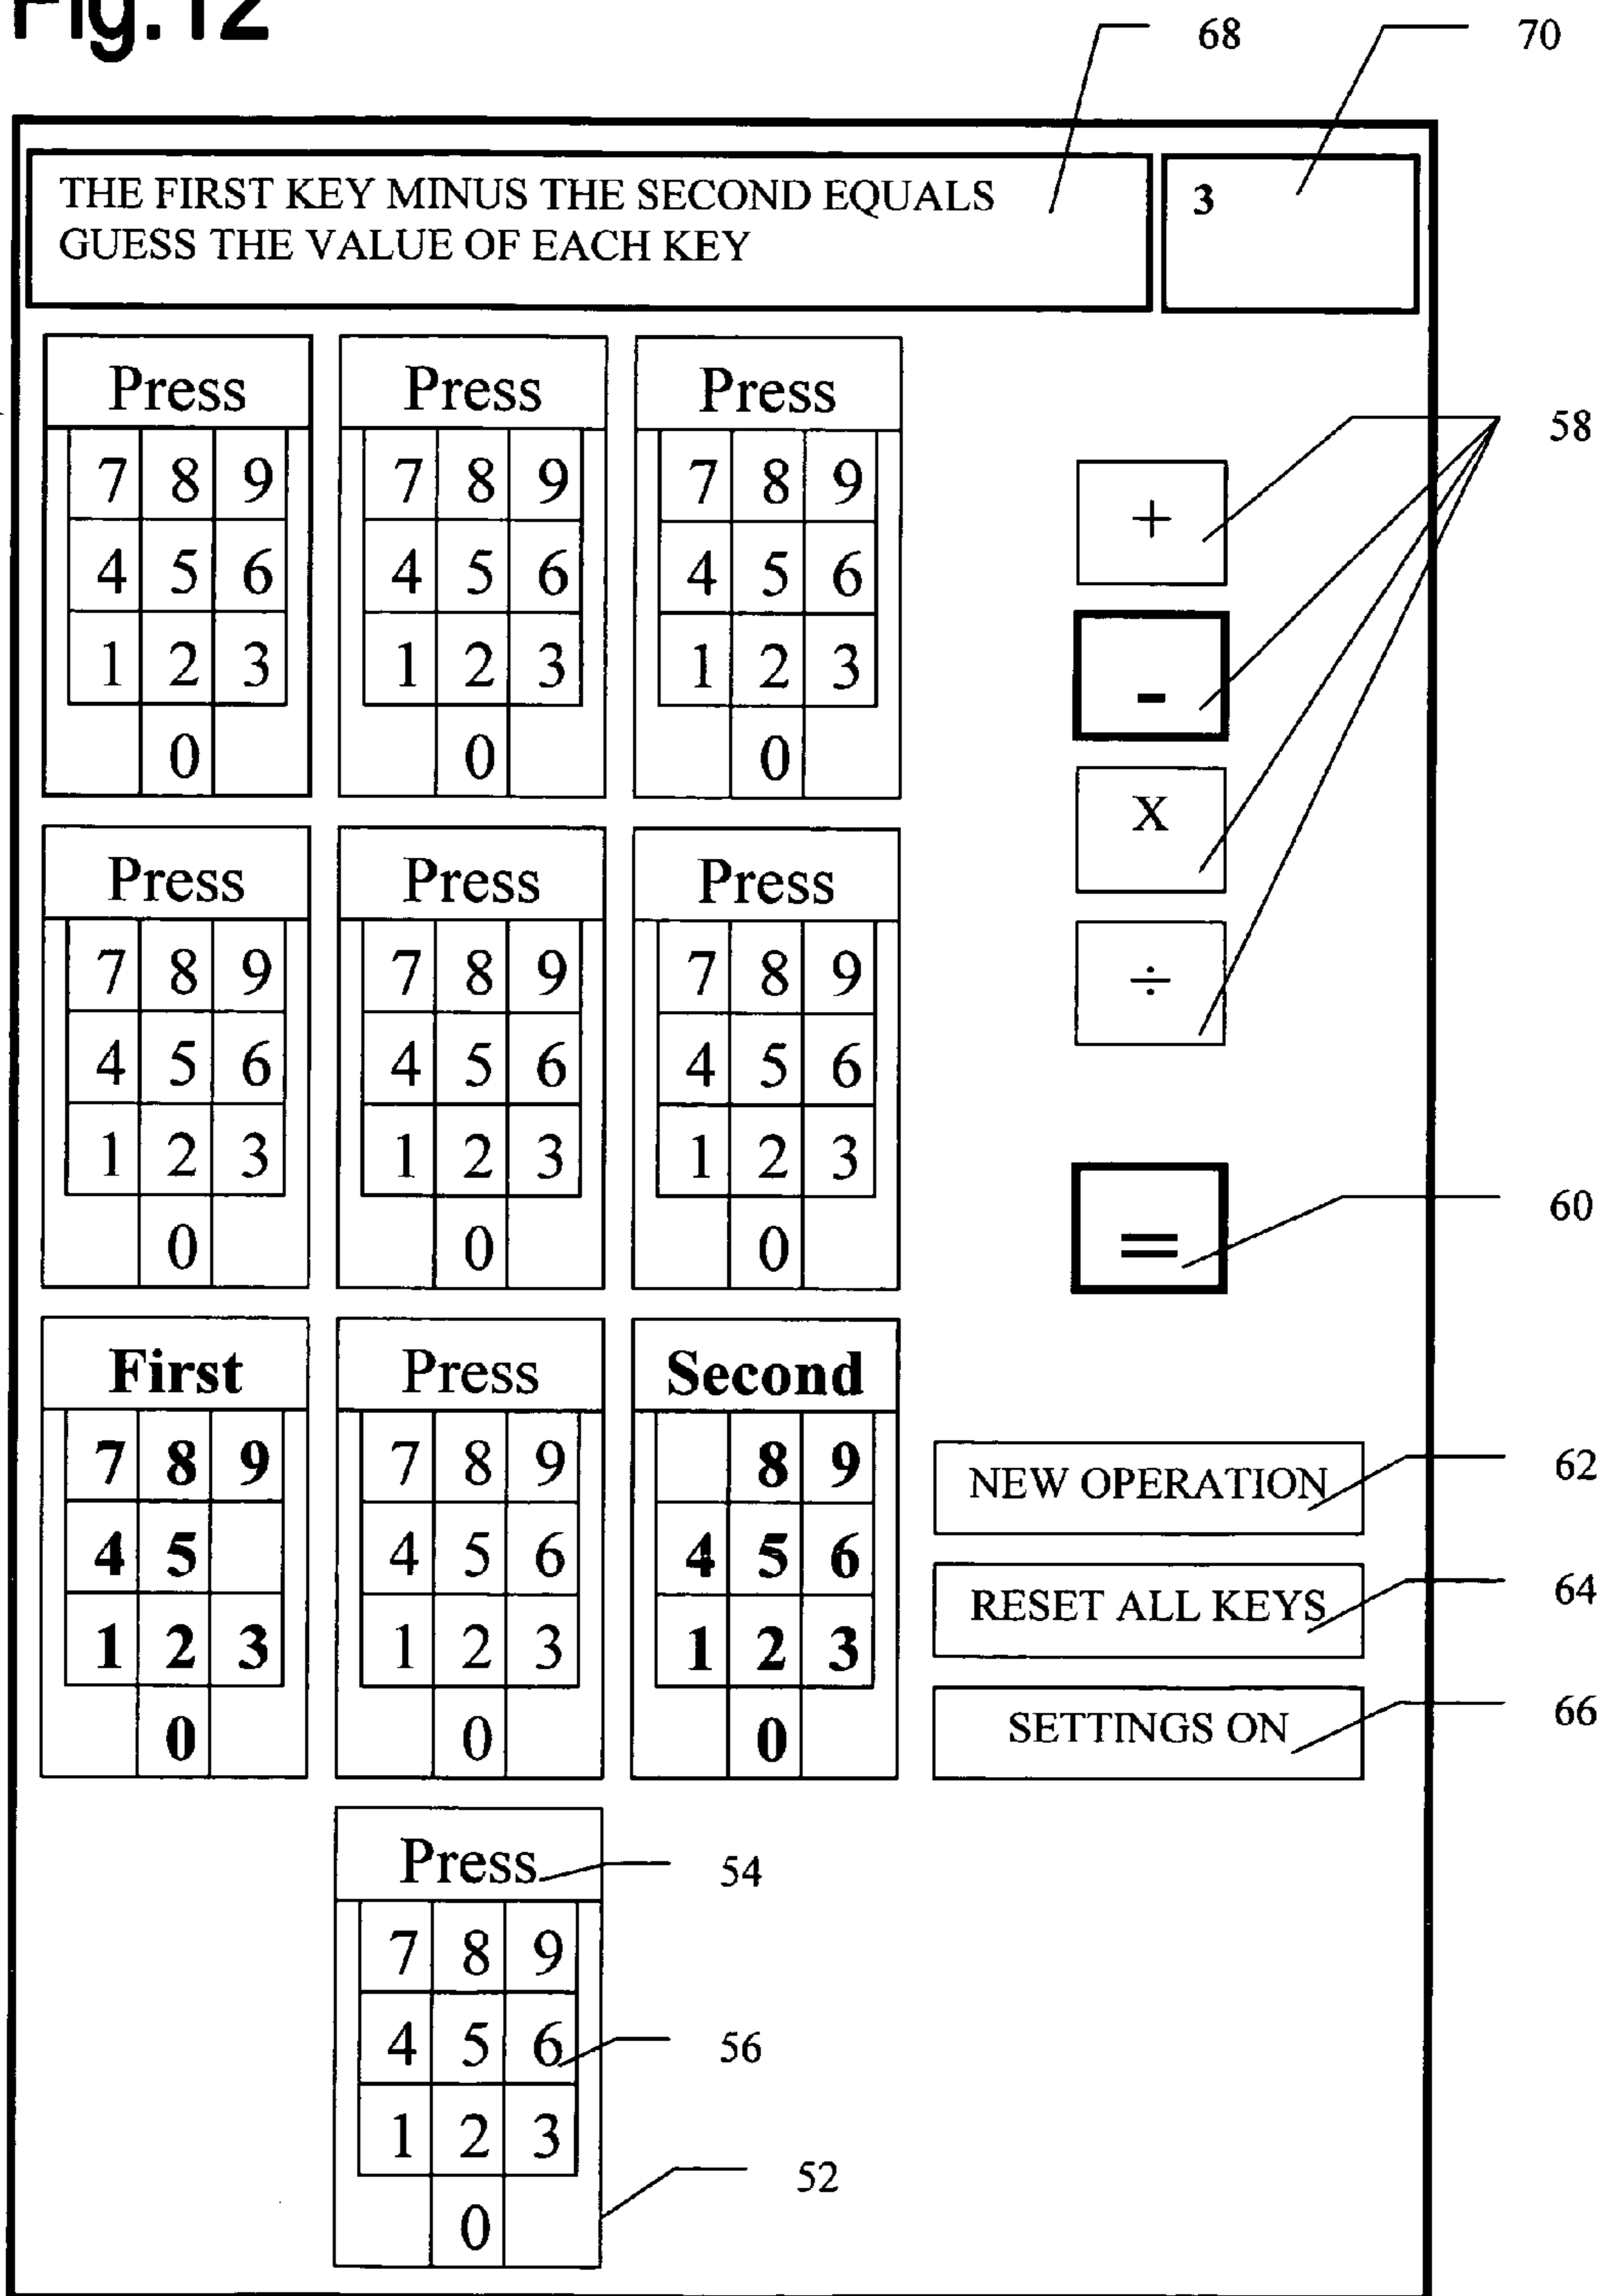 Fig.12
68 70
THE FIRST KEY MINUS THE SECOND EQUALS 3
GUESS THE VALUE OF EACH KEY
Press Press Press
7 8 9 7 8 9 7 8 9
58
+
4 5 6 4 5 6 4 5 6
1 2 3 1 2 3 1 2 3
-
0 0 0
X
Press Press Press
7 8 9 7 8 9 7 8 9
÷
4 5 6 4 5 6 4 5 6
1 2 3 1 2 3 1 2 3
60
0 0 0
=
First Press Second
7 8 9 7 8 9 8 9
NEW OPERATION 62
4 5 4 5 6 4 5 6
RESET ALL KEYS 64
1 2 3 1 2 3 1 2 3
0 0 0
SETTINGS ON 66
Press 54
7 8 9
4 5 6 56
1 2 3
52
0